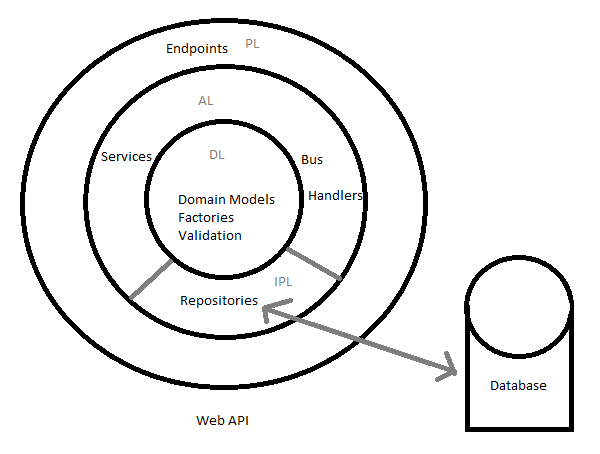 Endpoints PL
AL
Services
DL
Bus
Domain Models
Factories
Validation
Handlers
IPL
Repositories
Database
Web API